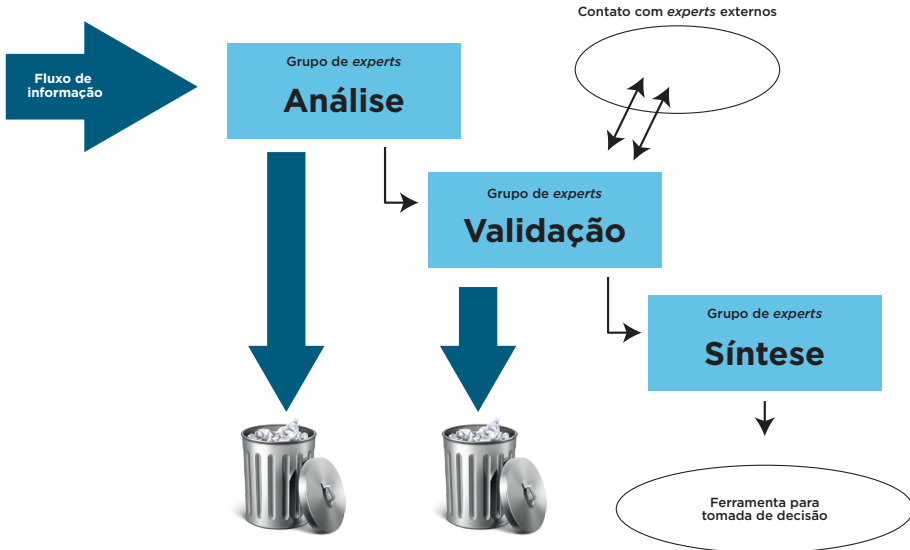 Contato com experts externos
Fluxo de
informação
Grupo de experts
Análise
Grupo de experts
Validação
Grupo de experts
Síntese
Ferramenta para
tomada de decisão